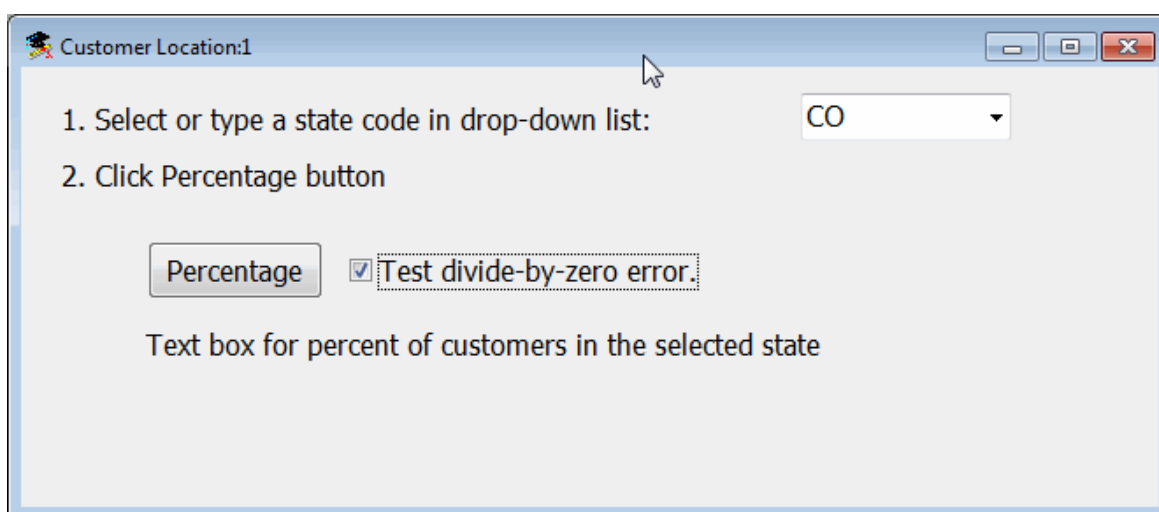 Customer Location:1
1. Select or type a state code in drop-down list: CO
2. Click Percentage button
Percentage Test divide-by-zero error.
Text box for percent of customers in the selected state